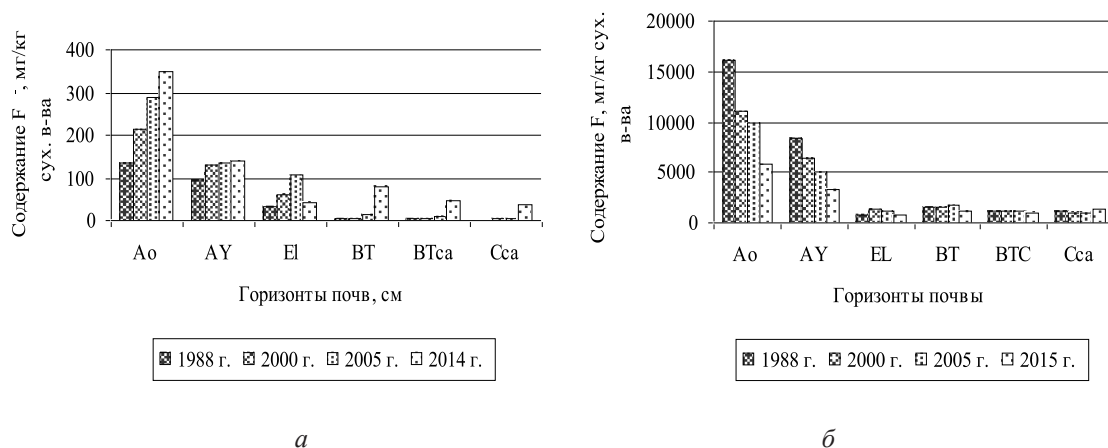 Содержание F⁻, мг/кг
сух. в-ва
400
300
200
100
0
Ao AY El BT BTca Cca
Горизонты почв, см
1988 г. 2000 г. 2005 г. 2014 г.
а
Содержание F, мг/кг сух.
в-ва
20000
15000
10000
5000
0
Ao AY EL BT BTC Cca
Горизонты почвы
1988 г. 2000 г. 2005 г. 2015 г.
б